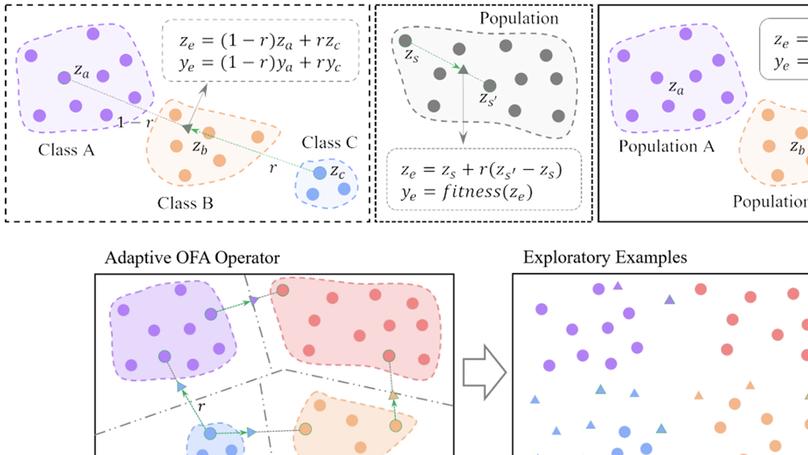 z_a
z_e = (1−r)z_a + rz_c
y_e = (1−r)y_a + ry_c
1−r
z_b
r
z_c
Class A
Class B
Class C
Population
z_s
z_s'
z_e = z_s + r(z_s' − z_s)
y_e = fitness(z_e)
z_a
z_e =
y_e =
Population A
z_b
Population
Adaptive OFA Operator
r
Exploratory Examples